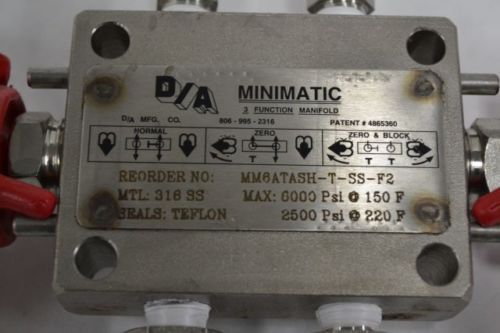 D/A MINIMATIC
3 FUNCTION MANIFOLD
D/A MFG. CO. 806-995-2316 PATENT # 4865360
NORMAL ZERO ZERO & BLOCK
T T T T
REORDER NO: MM6ATASH-T-SS-F2
MTL: 316 SS MAX: 6000 Psi @ 150 F
SEALS: TEFLON 2500 Psi @ 220 F